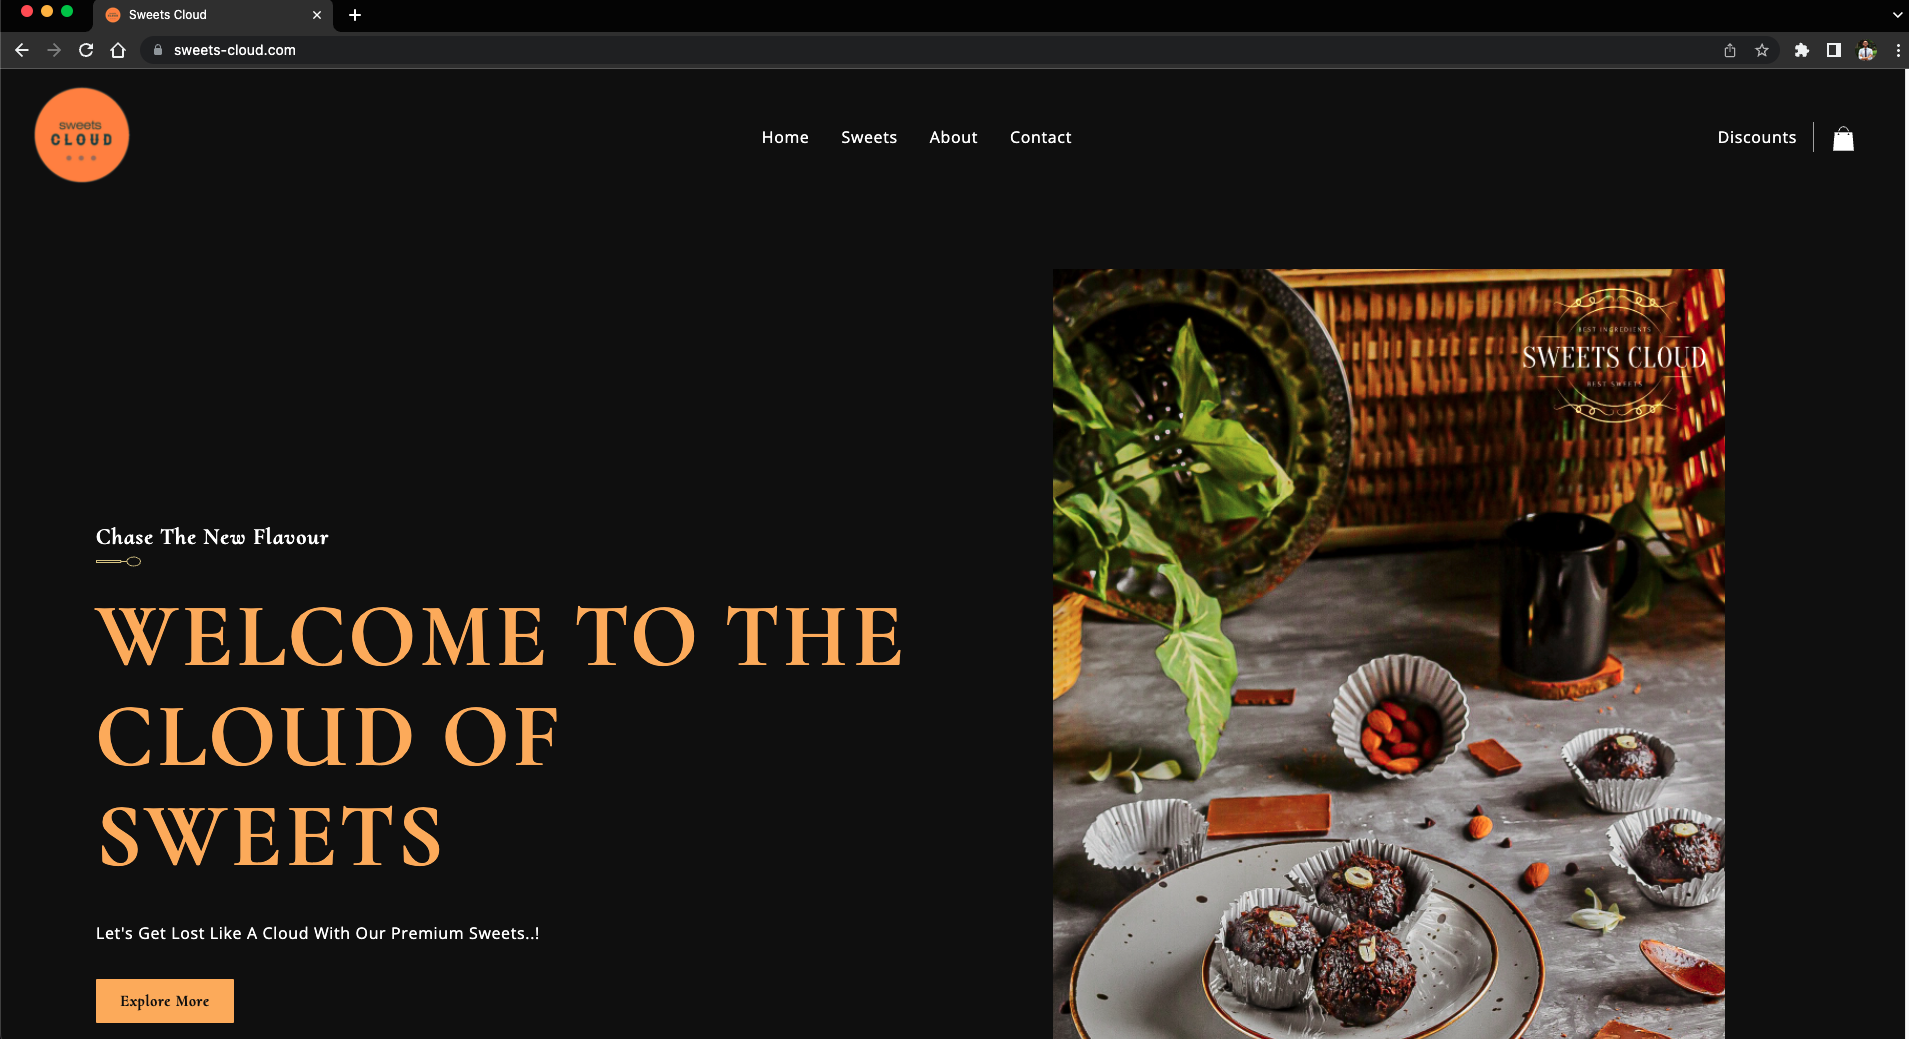 Sweets Cloud
sweets-cloud.com
sweets
CLOUD
Home Sweets About Contact
Discounts
BEST INGREDIENTS
SWEETS CLOUD
BEST SWEETS
Chase The New Flavour
WELCOME TO THE
CLOUD OF
SWEETS
Let's Get Lost Like A Cloud With Our Premium Sweets..!
Explore More